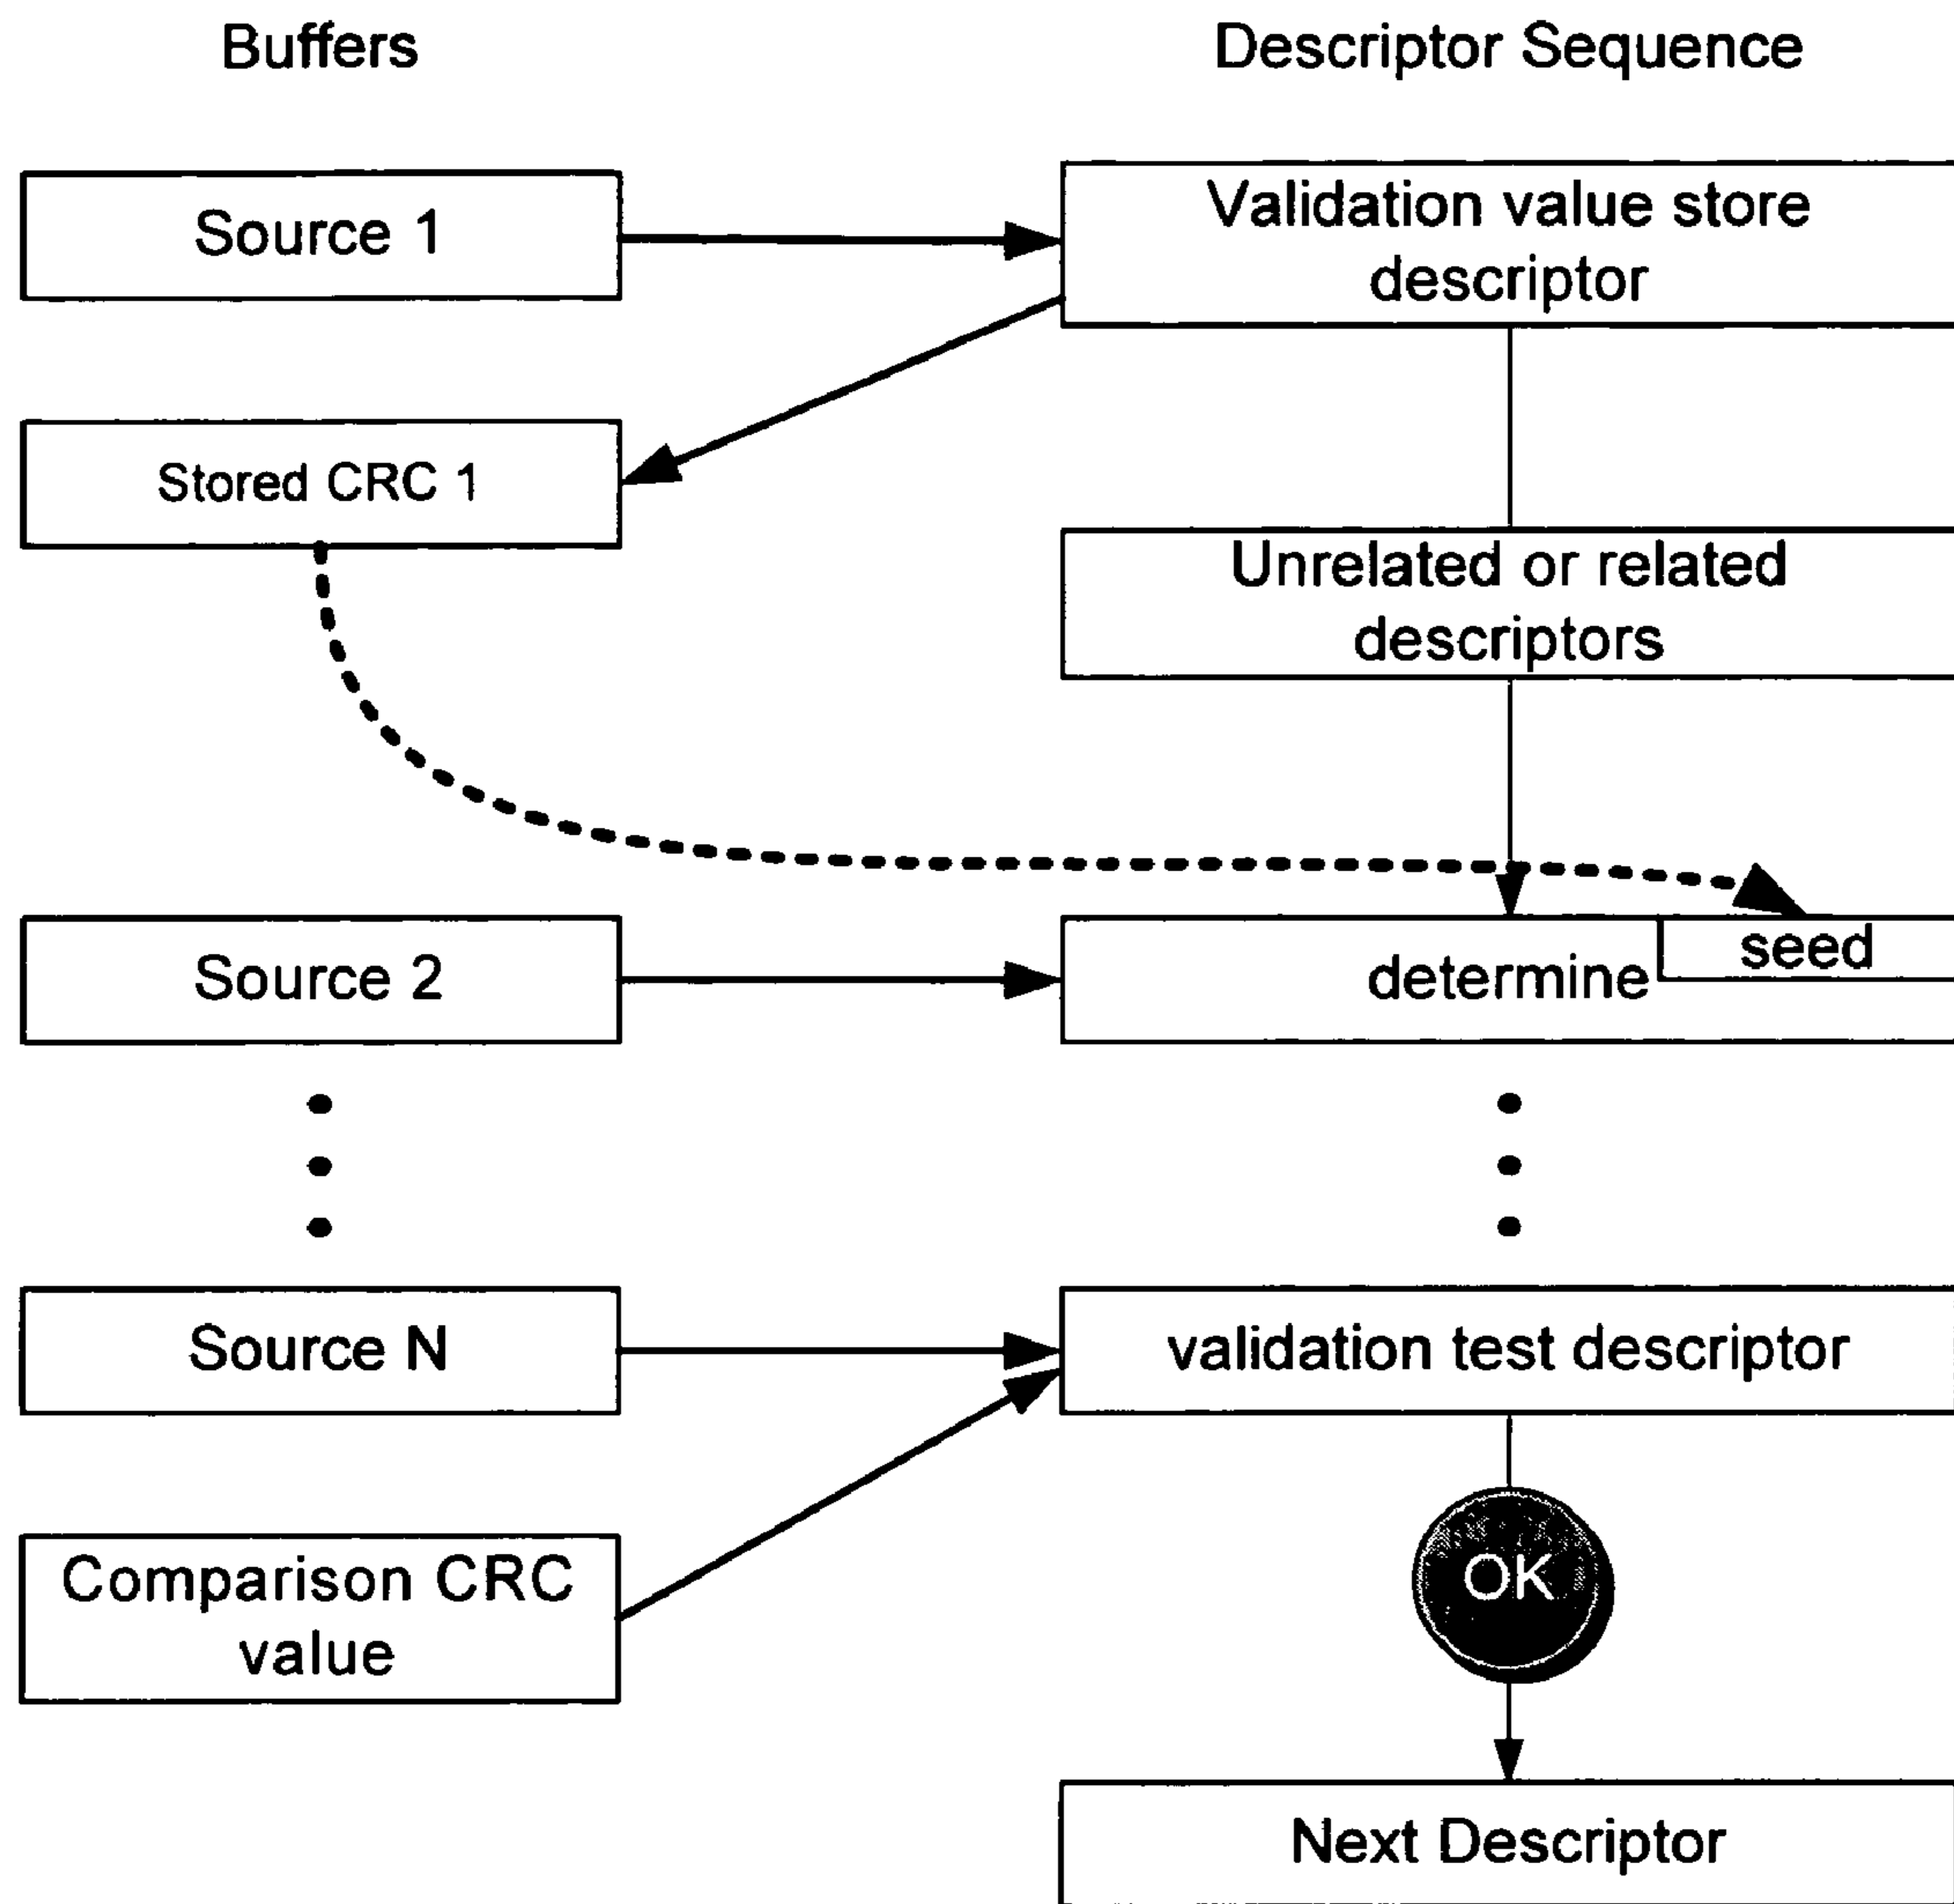 Buffers
Descriptor Sequence
Source 1
Validation value store
descriptor
Stored CRC 1
Unrelated or related
descriptors
Source 2
determine
seed
Source N
validation test descriptor
Comparison CRC
value
OK
Next Descriptor